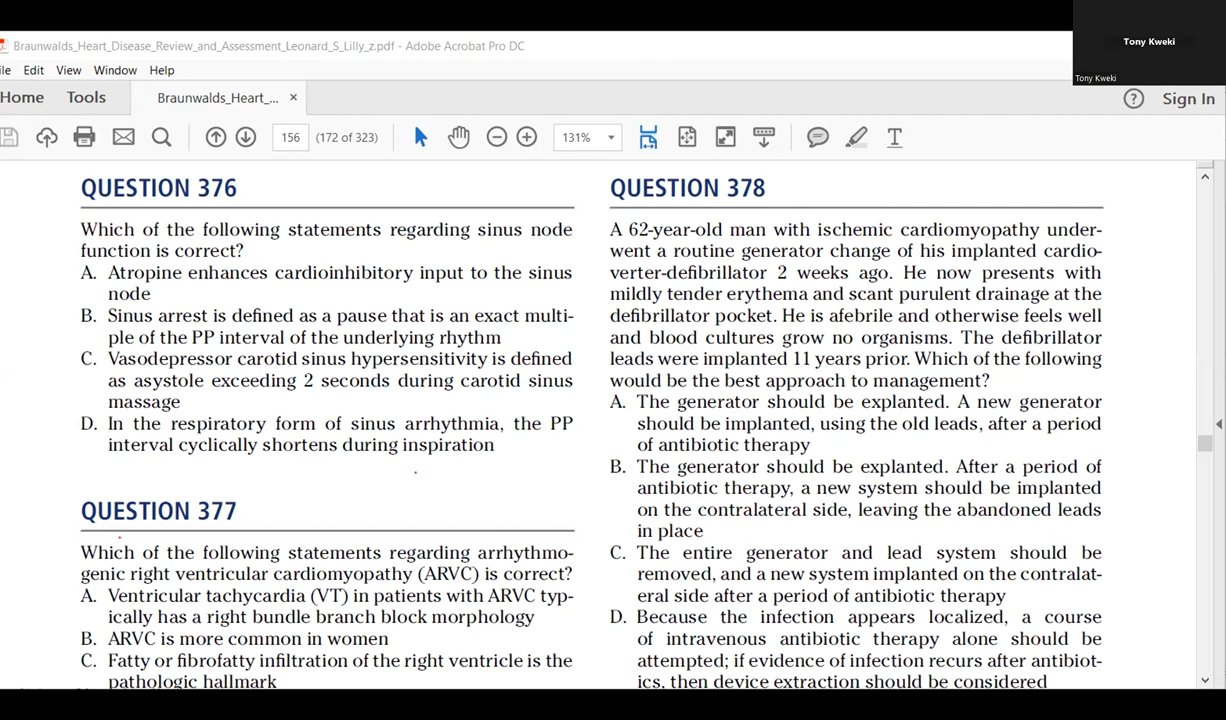 Braunwalds_Heart_Disease_Review_and_Assessment_Leonard_S_Lilly_z.pdf - Adobe Acrobat Pro DC
Tony Kweki
Tony Kweki
ile Edit View Window Help
Home Tools Braunwalds_Heart_... × ? Sign In
156 (172 of 323) 131%
QUESTION 376
Which of the following statements regarding sinus node
function is correct?
A. Atropine enhances cardioinhibitory input to the sinus
node
B. Sinus arrest is defined as a pause that is an exact multi-
ple of the PP interval of the underlying rhythm
C. Vasodepressor carotid sinus hypersensitivity is defined
as asystole exceeding 2 seconds during carotid sinus
massage
D. In the respiratory form of sinus arrhythmia, the PP
interval cyclically shortens during inspiration
QUESTION 377
Which of the following statements regarding arrhythmo-
genic right ventricular cardiomyopathy (ARVC) is correct?
A. Ventricular tachycardia (VT) in patients with ARVC typ-
ically has a right bundle branch block morphology
B. ARVC is more common in women
C. Fatty or fibrofatty infiltration of the right ventricle is the
pathologic hallmark
QUESTION 378
A 62-year-old man with ischemic cardiomyopathy under-
went a routine generator change of his implanted cardio-
verter-defibrillator 2 weeks ago. He now presents with
mildly tender erythema and scant purulent drainage at the
defibrillator pocket. He is afebrile and otherwise feels well
and blood cultures grow no organisms. The defibrillator
leads were implanted 11 years prior. Which of the following
would be the best approach to management?
A. The generator should be explanted. A new generator
should be implanted, using the old leads, after a period
of antibiotic therapy
B. The generator should be explanted. After a period of
antibiotic therapy, a new system should be implanted
on the contralateral side, leaving the abandoned leads
in place
C. The entire generator and lead system should be
removed, and a new system implanted on the contralat-
eral side after a period of antibiotic therapy
D. Because the infection appears localized, a course
of intravenous antibiotic therapy alone should be
attempted; if evidence of infection recurs after antibiot-
ics, then device extraction should be considered